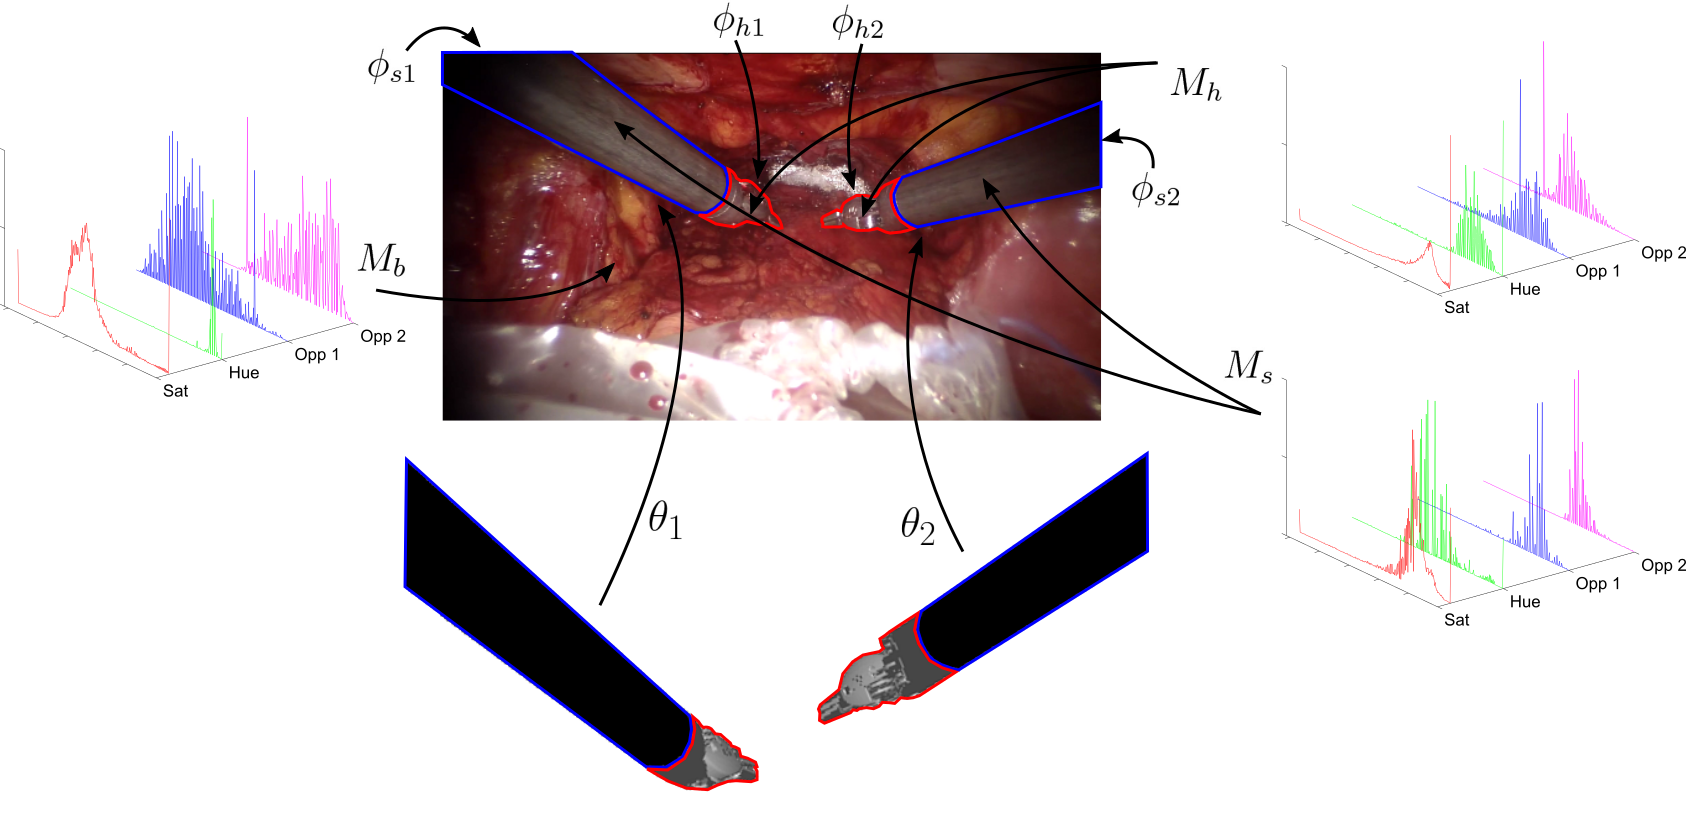 ϕh1
ϕh2
ϕs1
Mh
ϕs2
Mb
Sat
Hue
Opp 1
Opp 2
Sat
Hue
Opp 1
Opp 2
Ms
θ1
θ2
Sat
Hue
Opp 1
Opp 2